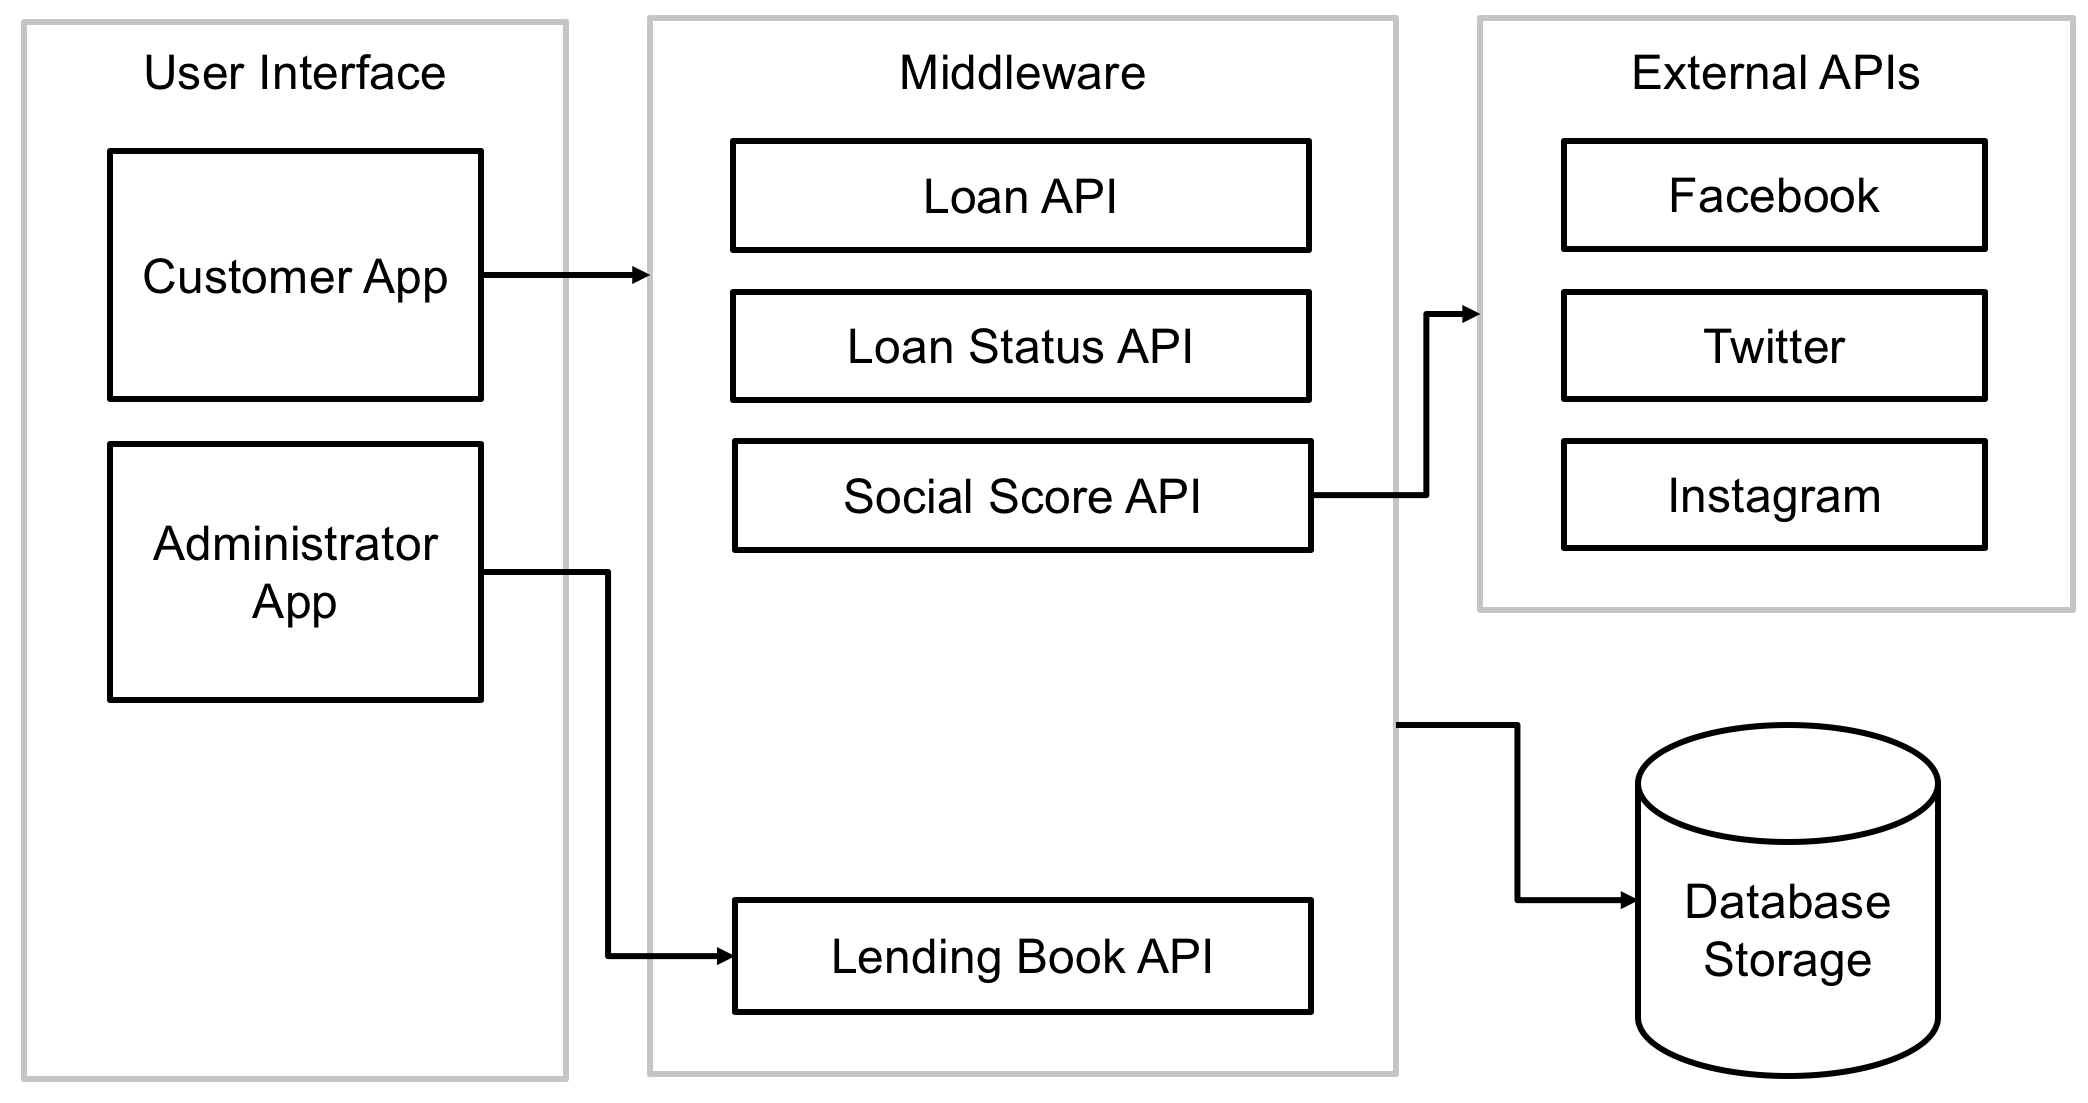 User Interface
Customer App
Administrator
App
Middleware
Loan API
Loan Status API
Social Score API
Lending Book API
External APIs
Facebook
Twitter
Instagram
Database
Storage